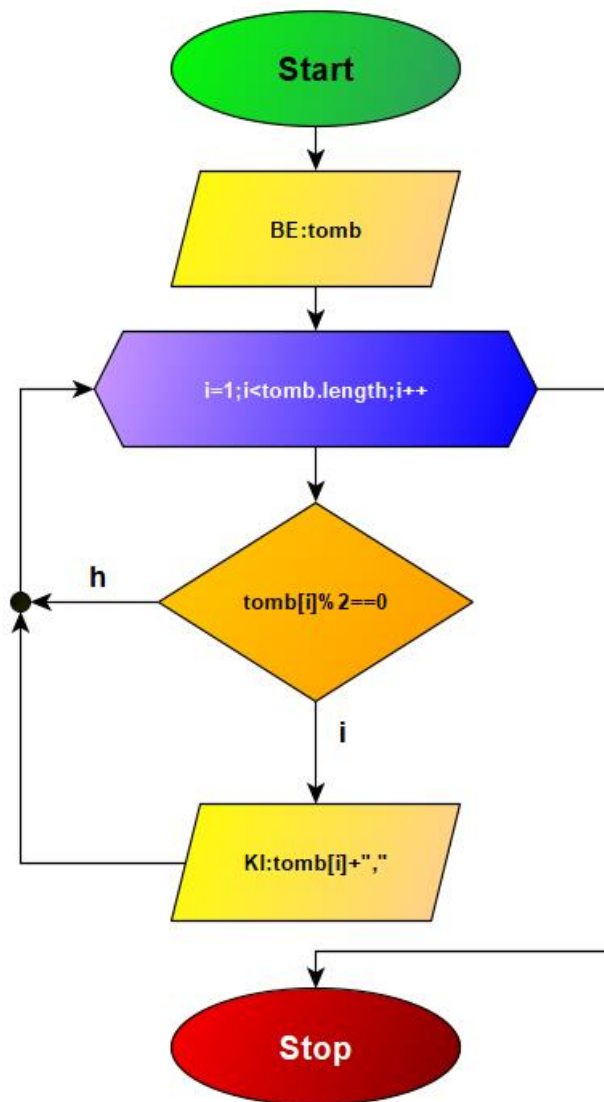 Start
BE:tomb
i=1;i<tomb.length;i++
h
tomb[i]%2==0
i
KI:tomb[i]+","
Stop